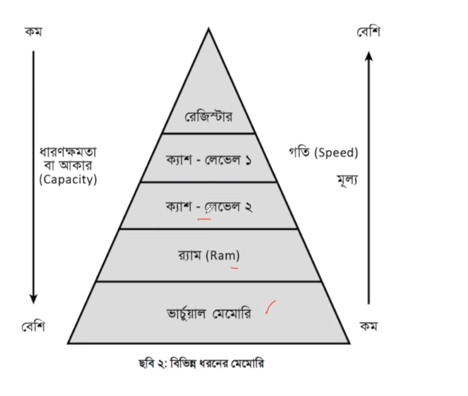 কম
বেশি
রেজিস্টার
ধারণক্ষমতা
বা আকার
(Capacity)
ক্যাশ - লেভেল ১
গতি (Speed)
মূল্য
ক্যাশ - লেভেল ২
র‍্যাম (Ram)
ভার্চুয়াল মেমোরি
বেশি
কম
ছবি ২: বিভিন্ন ধরনের মেমোরি